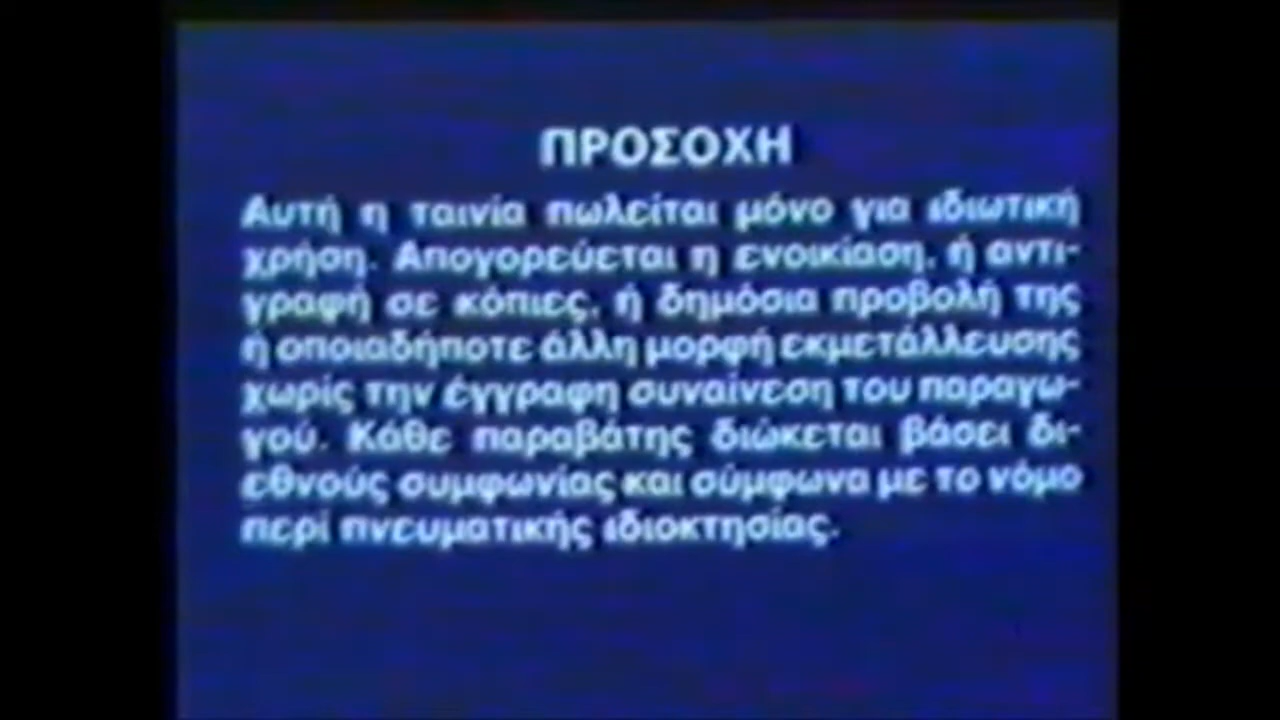 ΠΡΟΣΟΧΗ
Αυτή η ταινία πωλείται μόνο για ιδιωτική
χρήση. Απογορεύεται η ενοικίαση, ή αντι-
γραφή σε κόπιες, ή δημόσια προβολή της
ή οποιαδήποτε άλλη μορφή εκμετάλλευσης
χωρίς την έγγραφη συναίνεση του παραγω-
γού. Κάθε παραβάτης διώκεται βάσει δι-
εθνούς συμφωνίας και σύμφωνα με το νόμο
περί πνευματικής ιδιοκτησίας.